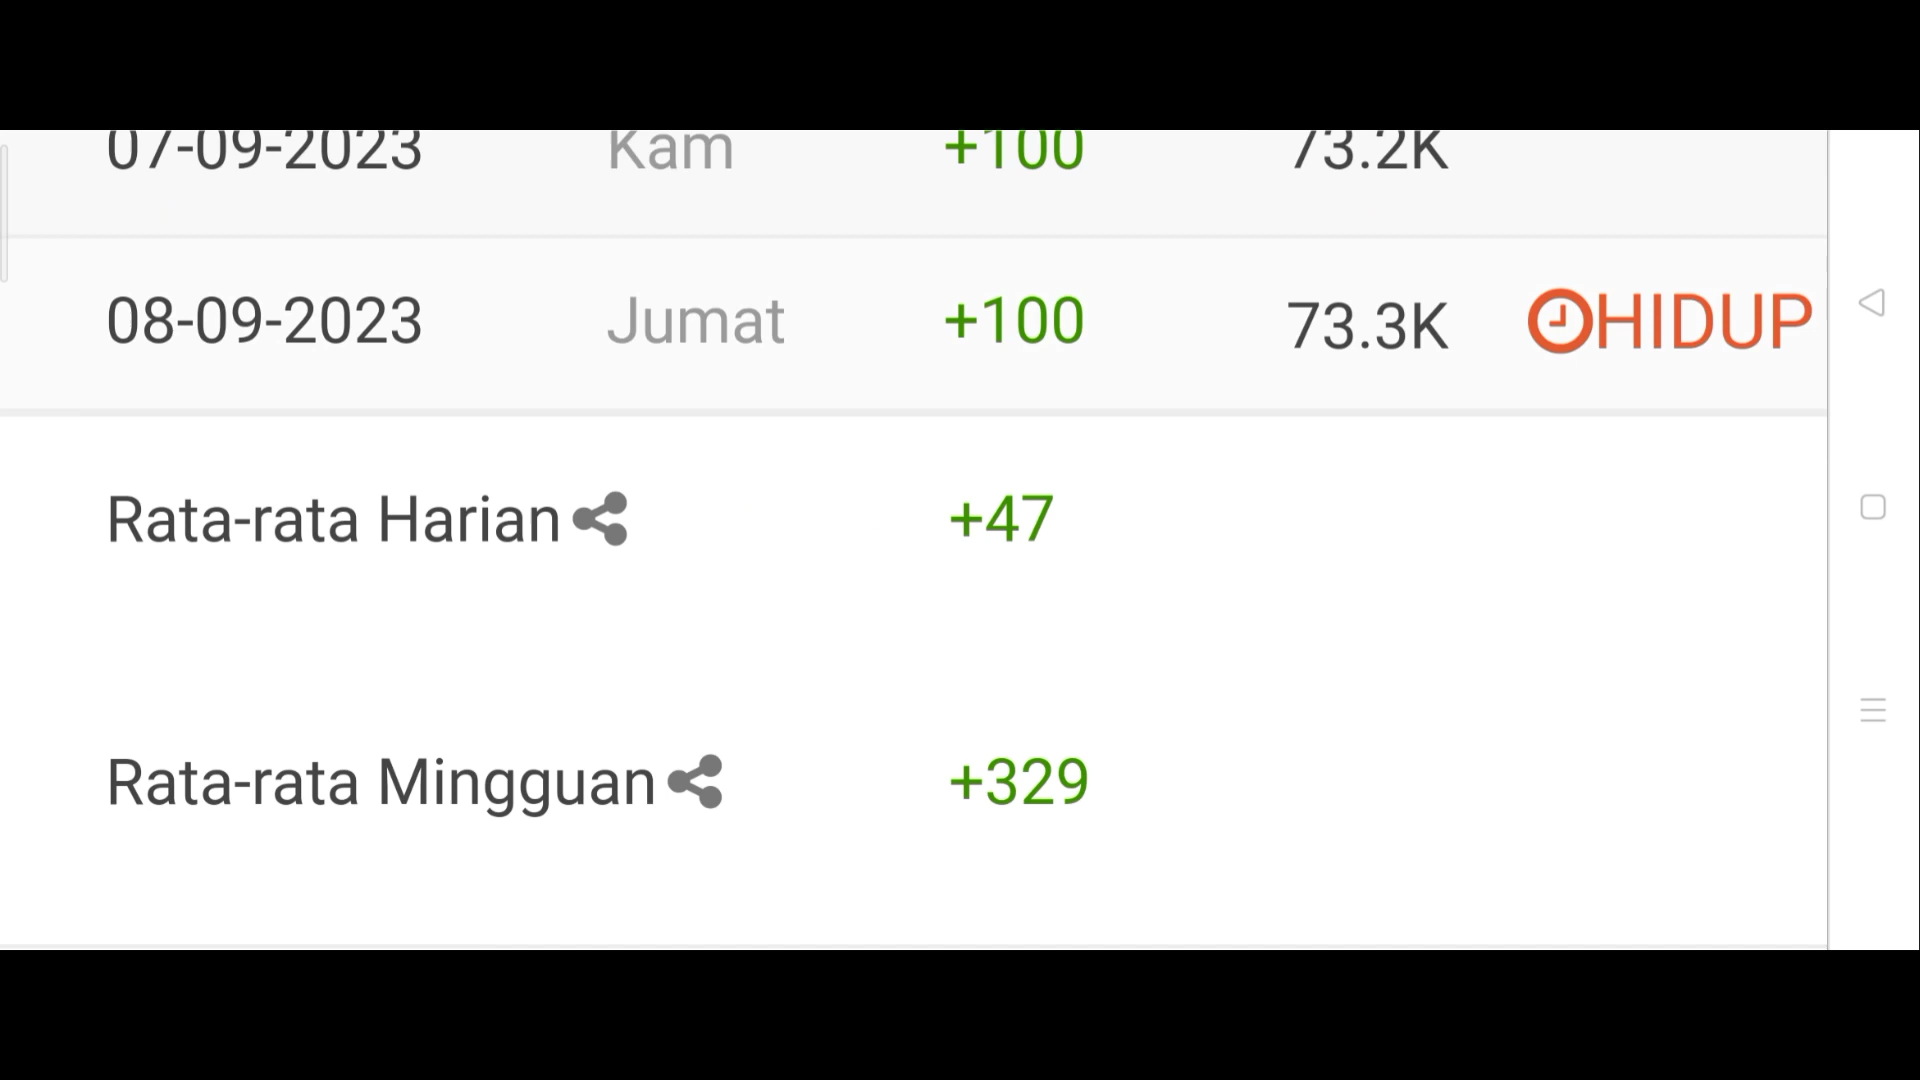 07-09-2023 Kam +100 73.2K
08-09-2023 Jumat +100 73.3K HIDUP
Rata-rata Harian +47
Rata-rata Mingguan +329